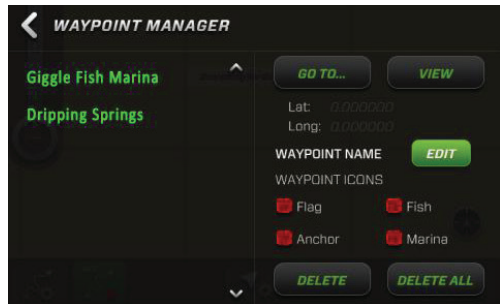 WAYPOINT MANAGER
Giggle Fish Marina
Dripping Springs
GO TO...
VIEW
Lat: 0.000000
Long: 0.000000
WAYPOINT NAME
EDIT
WAYPOINT ICONS
Flag
Fish
Anchor
Marina
DELETE
DELETE ALL